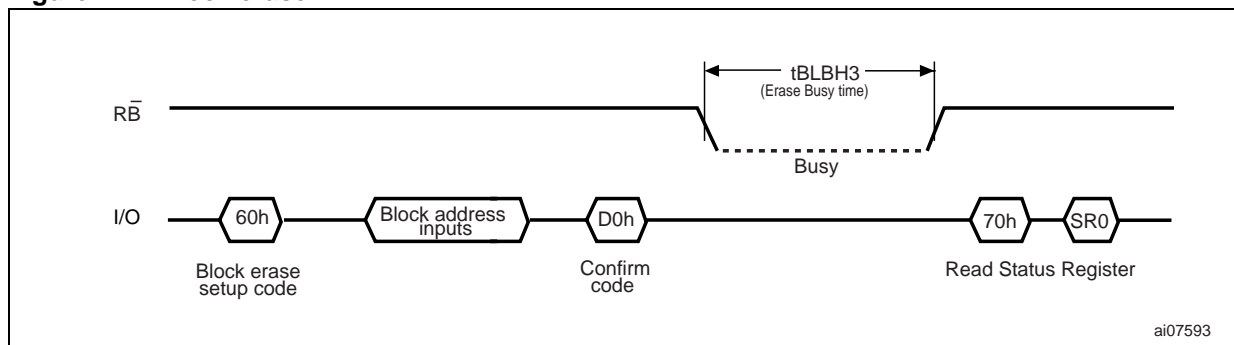 tBLBH3
(Erase Busy time)
RB̅
Busy
I/O
60h
Block address
inputs
D0h
70h
SR0
Block erase
setup code
Confirm
code
Read Status Register
ai07593